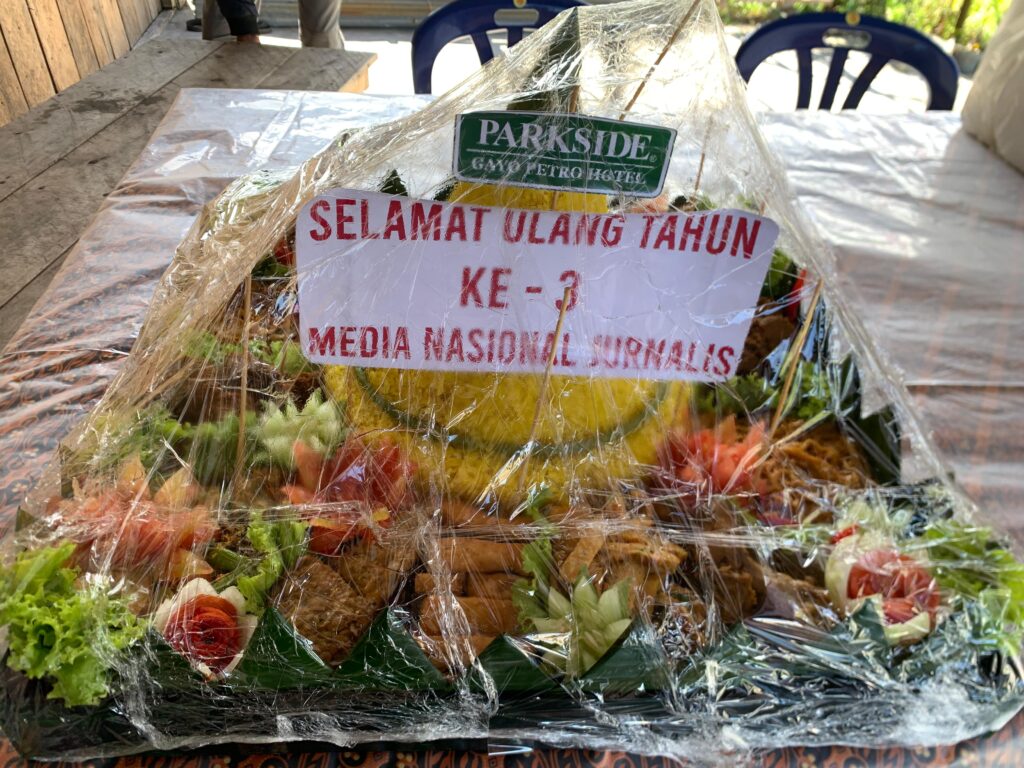 PARKSIDE®
GAYO PETRO HOTEL
SELAMAT ULANG TAHUN
KE - 3
MEDIA NASIONAL JURNALIS